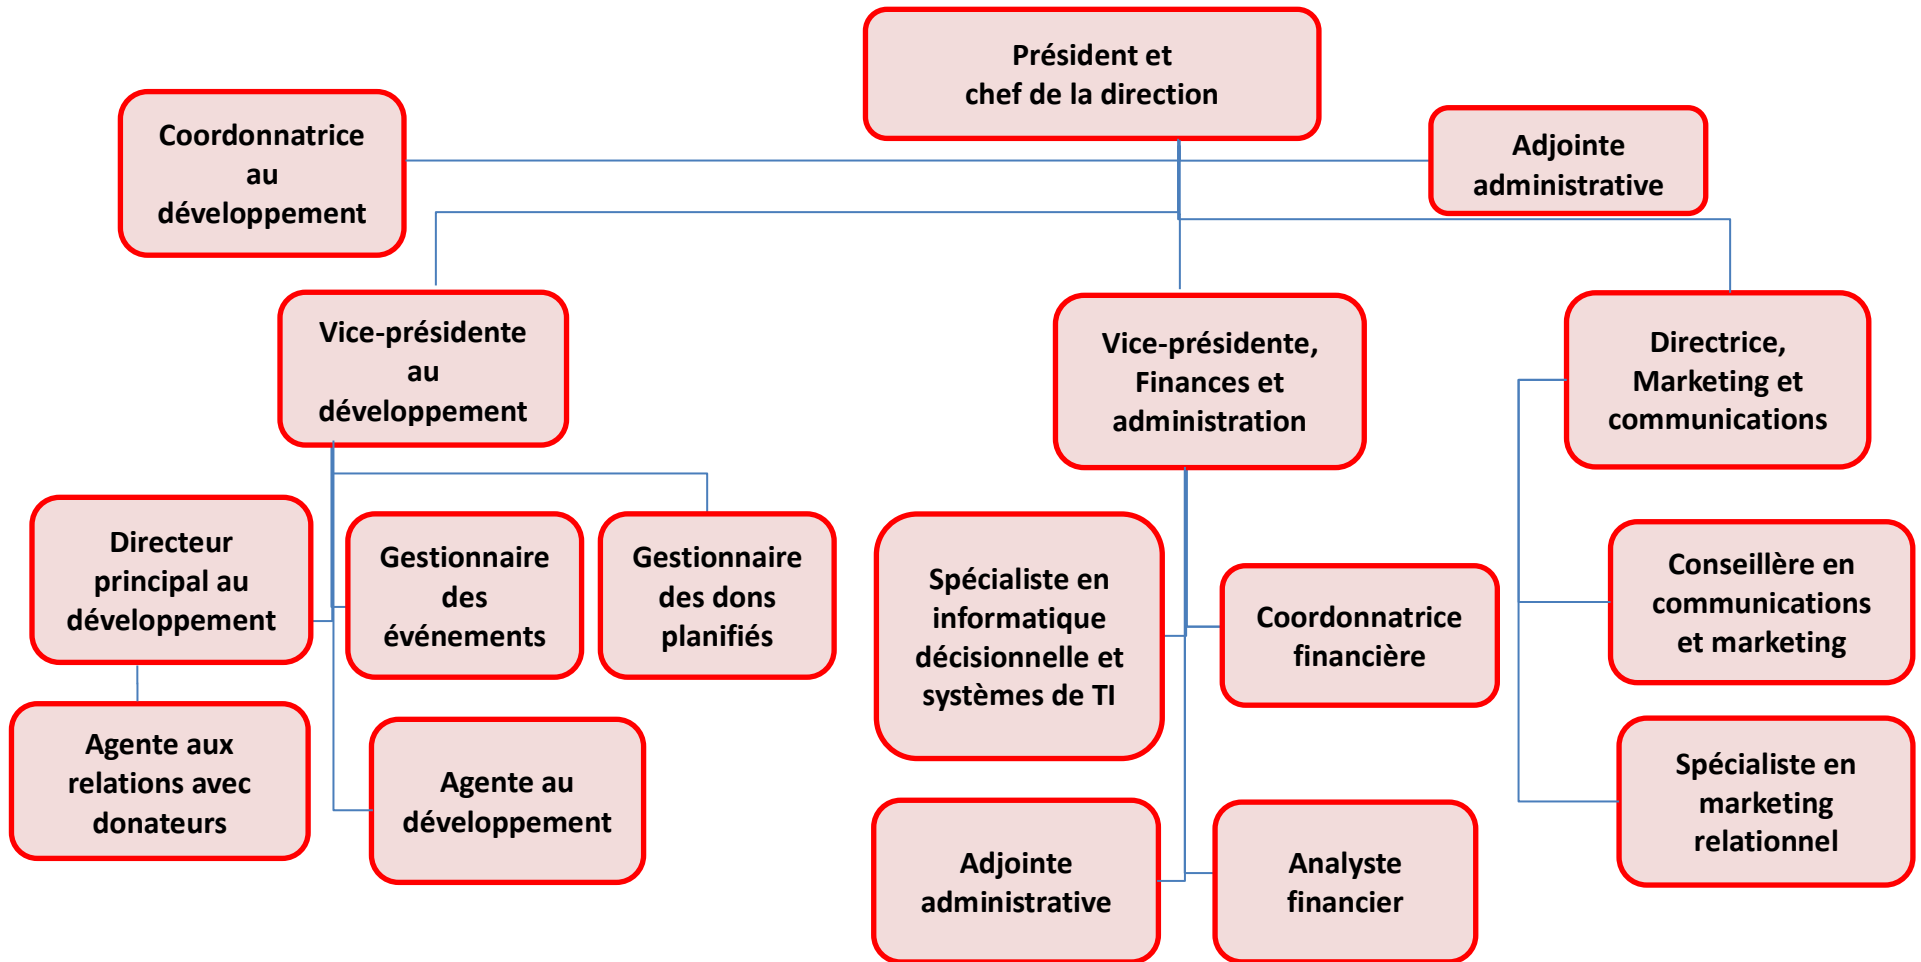 Président et
chef de la direction
Coordonnatrice
au
développement
Adjointe
administrative
Vice-présidente
au
développement
Vice-présidente,
Finances et
administration
Directrice,
Marketing et
communications
Directeur
principal au
développement
Gestionnaire
des
événements
Gestionnaire
des dons
planifiés
Spécialiste en
informatique
décisionnelle et
systèmes de TI
Coordonnatrice
financière
Conseillère en
communications
et marketing
Agente aux
relations avec
donateurs
Agente au
développement
Adjointe
administrative
Analyste
financier
Spécialiste en
marketing
relationnel